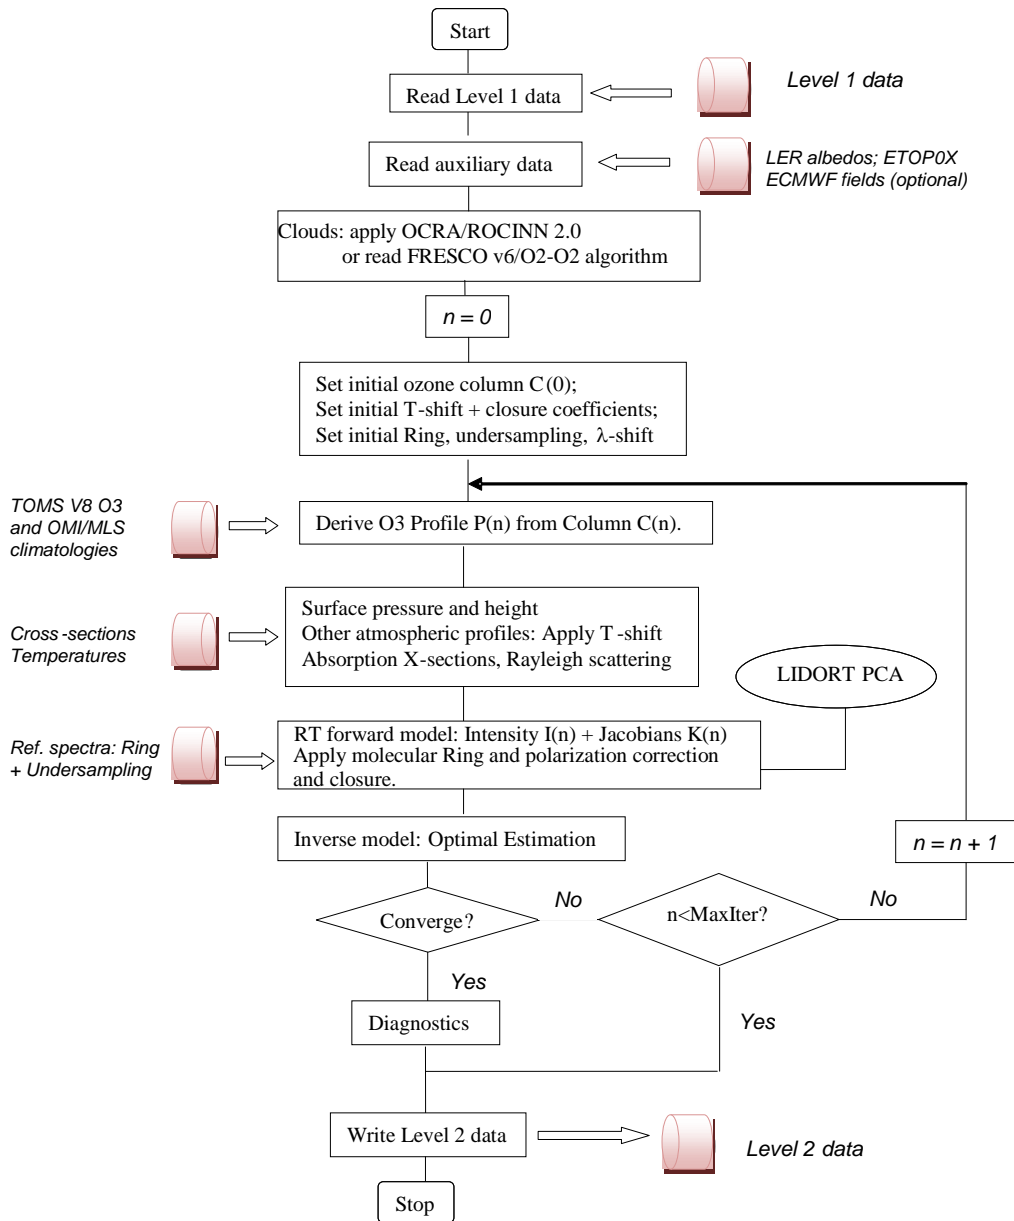 Start
Read Level 1 data
Level 1 data
Read auxiliary data
LER albedos; ETOP0X
ECMWF fields (optional)
Clouds: apply OCRA/ROCINN 2.0
or read FRESCO v6/O2-O2 algorithm
n = 0
Set initial ozone column C(0);
Set initial T-shift + closure coefficients;
Set initial Ring, undersampling, λ-shift
TOMS V8 O3
and OMI/MLS
climatologies
Derive O3 Profile P(n) from Column C(n).
Cross-sections
Temperatures
Surface pressure and height
Other atmospheric profiles: Apply T-shift
Absorption X-sections, Rayleigh scattering
LIDORT PCA
Ref. spectra: Ring
+ Undersampling
RT forward model: Intensity I(n) + Jacobians K(n)
Apply molecular Ring and polarization correction
and closure.
Inverse model: Optimal Estimation
n = n + 1
Converge?
No
n<MaxIter?
No
Yes
Diagnostics
Yes
Write Level 2 data
Level 2 data
Stop